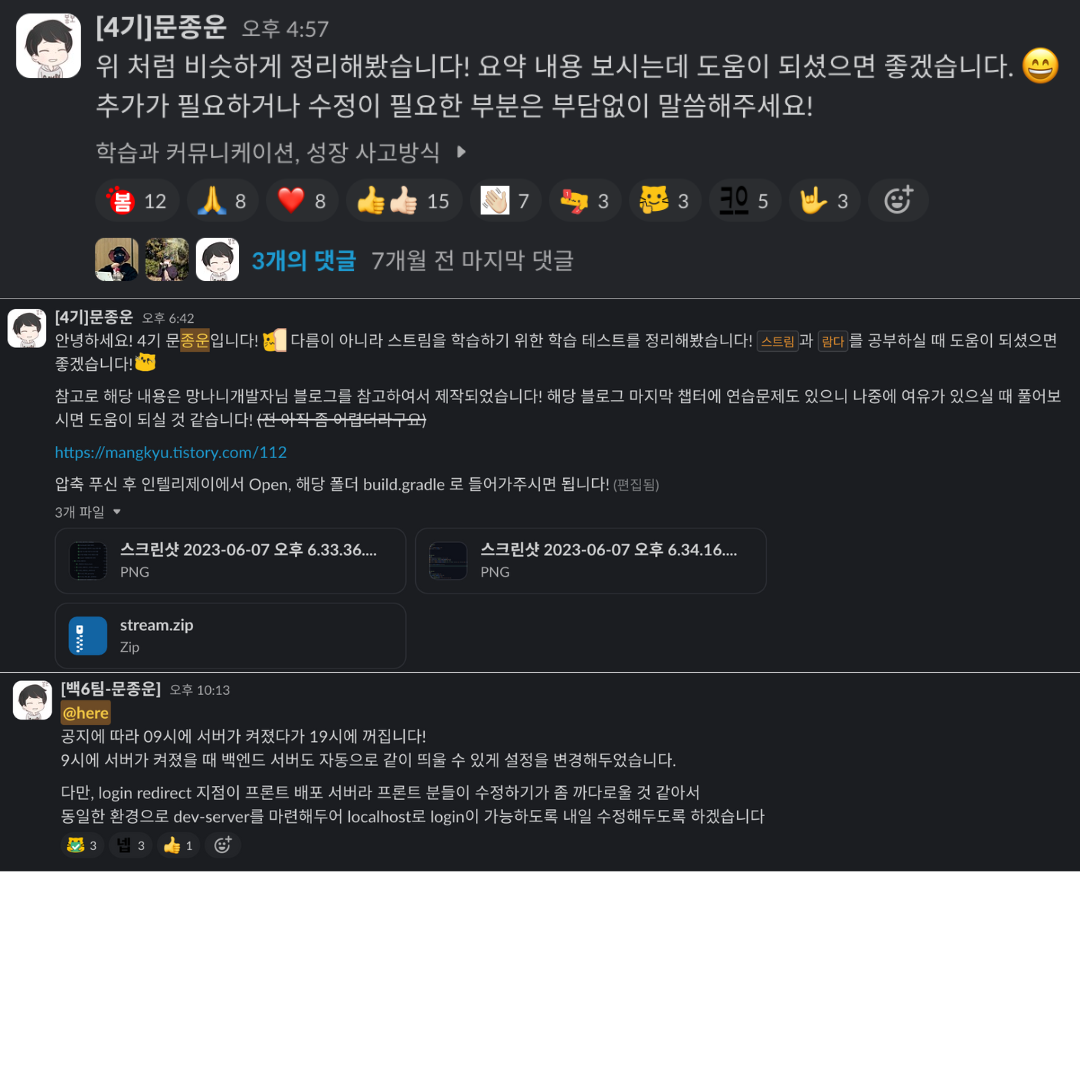 [4기]문종운 오후 4:57
위 처럼 비슷하게 정리해봤습니다! 요약 내용 보시는데 도움이 되셨으면 좋겠습니다. 😄
추가가 필요하거나 수정이 필요한 부분은 부담없이 말씀해주세요!
학습과 커뮤니케이션, 성장 사고방식
봄 12 8 8 15 7 3 3 5 3
3개의 댓글 7개월 전 마지막 댓글
[4기]문종운 오후 6:42
안녕하세요! 4기 문종운입니다! 다름이 아니라 스트림을 학습하기 위한 학습 테스트를 정리해봤습니다! 스트림과 람다를 공부하실 때 도움이 되셨으면
좋겠습니다!
참고로 해당 내용은 망나니개발자님 블로그를 참고하여서 제작되었습니다! 해당 블로그 마지막 챕터에 연습문제도 있으니 나중에 여유가 있으실 때 풀어보
시면 도움이 되실 것 같습니다! (전 아직 좀 어렵더라구요)
https://mangkyu.tistory.com/112
압축 푸신 후 인텔리제이에서 Open, 해당 폴더 build.gradle 로 들어가주시면 됩니다! (편집됨)
3개 파일
스크린샷 2023-06-07 오후 6.33.36.... 스크린샷 2023-06-07 오후 6.34.16....
PNG PNG
stream.zip
Zip
[백6팀-문종운] 오후 10:13
@here
공지에 따라 09시에 서버가 켜졌다가 19시에 꺼집니다!
9시에 서버가 켜졌을 때 백엔드 서버도 자동으로 같이 띄울 수 있게 설정을 변경해두었습니다.
다만, login redirect 지점이 프론트 배포 서버라 프론트 분들이 수정하기가 좀 까다로울 것 같아서
동일한 환경으로 dev-server를 마련해두어 localhost로 login이 가능하도록 내일 수정해두도록 하겠습니다
3 넵 3 1